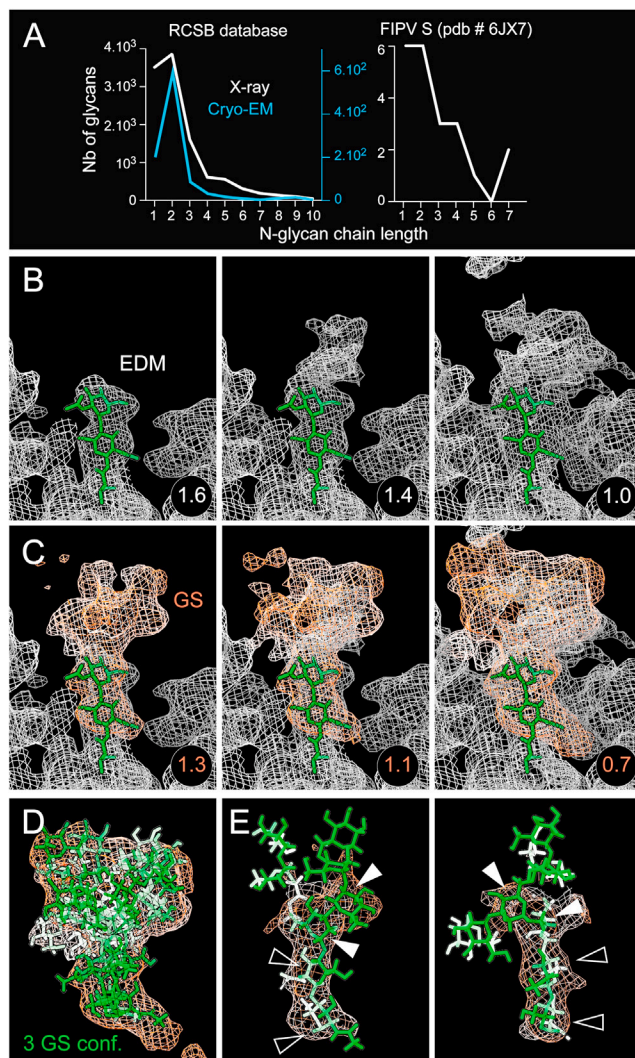 A
RCSB database
FIPV S (pdb # 6JX7)
Nb of glycans
4.10³
3.10³
2.10³
10³
0
X-ray
Cryo-EM
6.10²
4.10²
2.10²
0
6
4
2
0
1 2 3 4 5 6 7 8 9 10
1 2 3 4 5 6 7
N-glycan chain length
B
EDM
1.6
1.4
1.0
C
GS
1.3
1.1
0.7
D
3 GS conf.
E